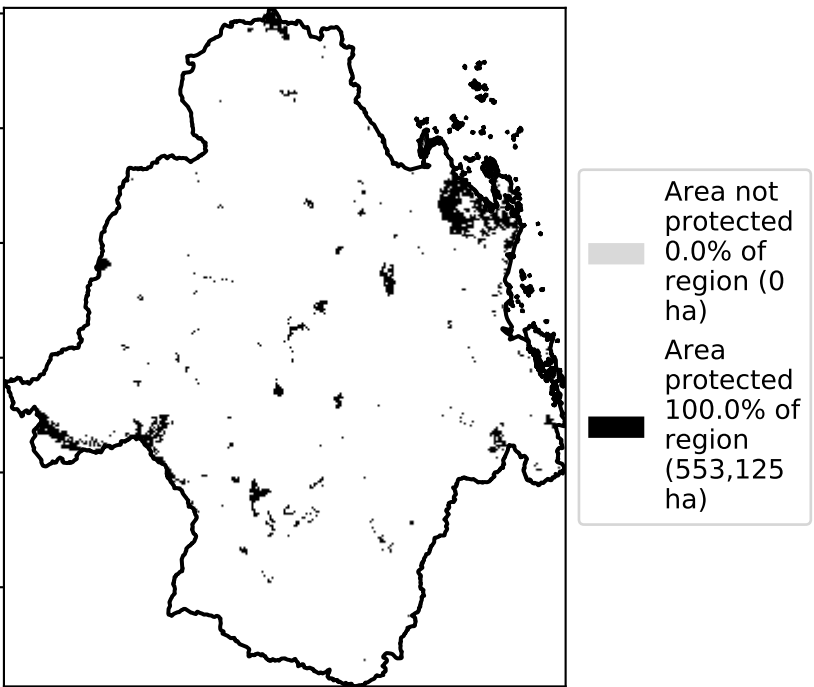 Area not
protected
0.0% of
region (0
ha)
Area
protected
100.0% of
region
(553,125
ha)